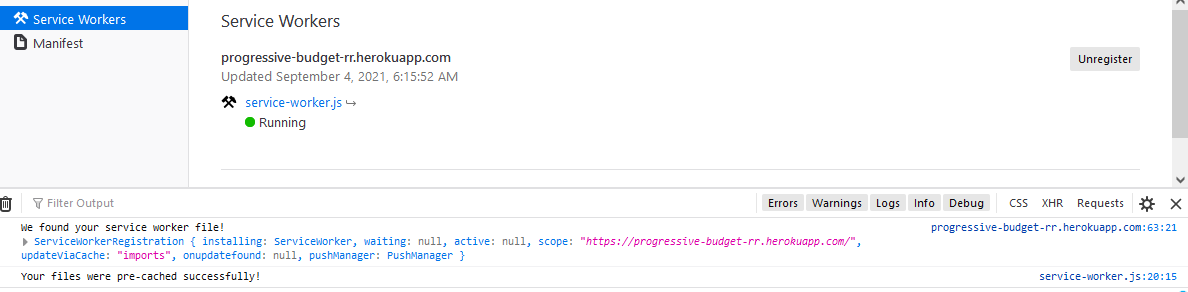 Service Workers
Manifest
Service Workers
progressive-budget-rr.herokuapp.com
Unregister
Updated September 4, 2021, 6:15:52 AM
service-worker.js
Running
Filter Output
Errors Warnings Logs Info Debug CSS XHR Requests
We found your service worker file! progressive-budget-rr.herokuapp.com:63:21
ServiceWorkerRegistration { installing: ServiceWorker, waiting: null, active: null, scope: "https://progressive-budget-rr.herokuapp.com/",
updateViaCache: "imports", onupdatefound: null, pushManager: PushManager }
Your files were pre-cached successfully! service-worker.js:20:15